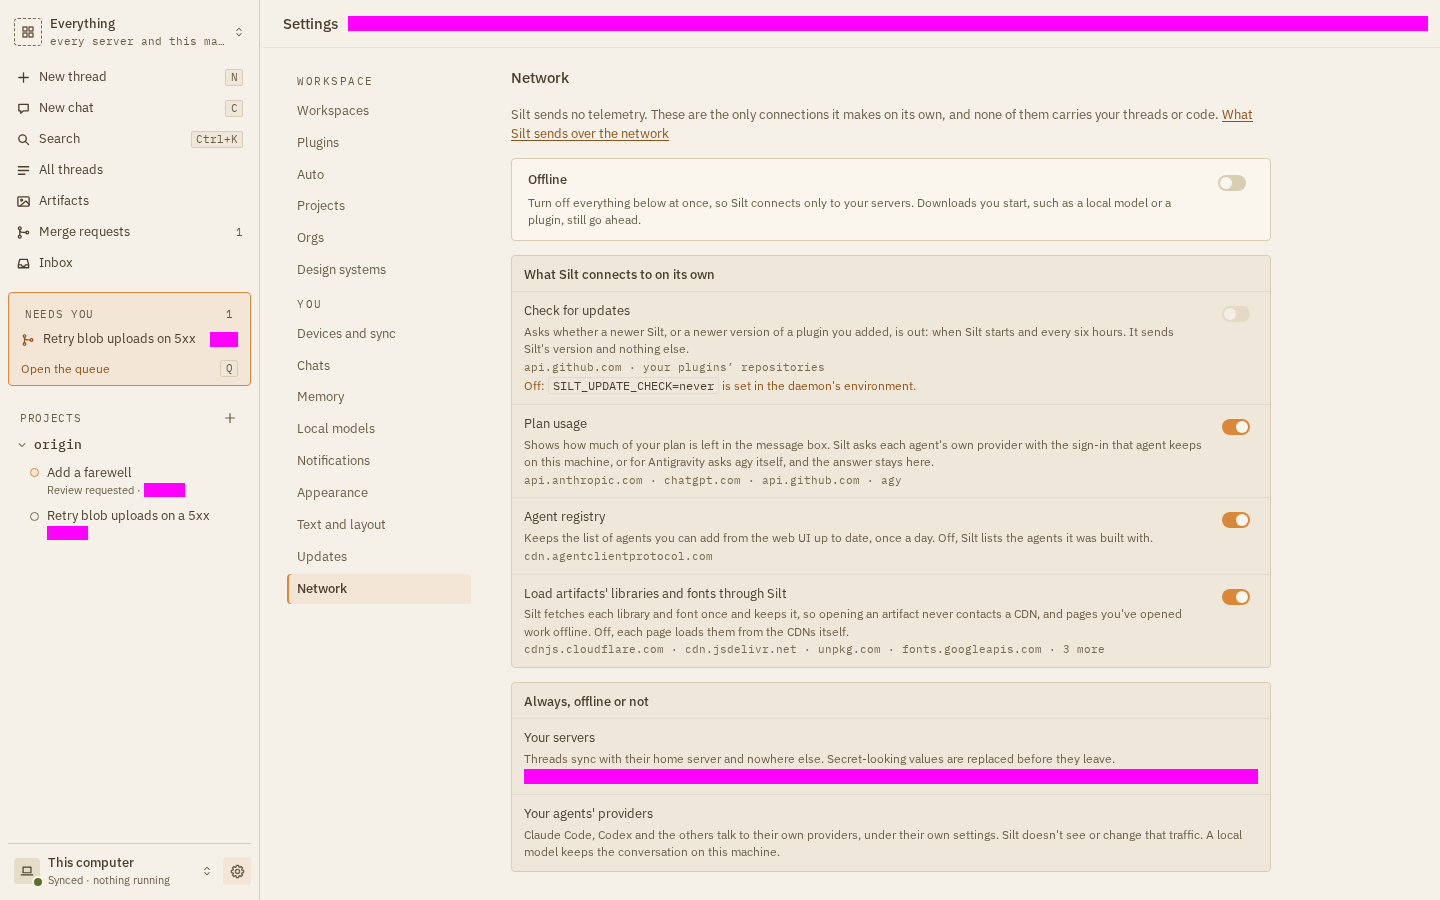 Everything
every server and this ma…
New thread N
New chat C
Search Ctrl+K
All threads
Artifacts
Merge requests 1
Inbox
NEEDS YOU 1
Retry blob uploads on 5xx
Open the queue Q
PROJECTS
origin
Add a farewell
Review requested ·
Retry blob uploads on a 5xx
This computer
Synced · nothing running
Settings
WORKSPACE
Workspaces
Plugins
Auto
Projects
Orgs
Design systems
YOU
Devices and sync
Chats
Memory
Local models
Notifications
Appearance
Text and layout
Updates
Network
Network
Silt sends no telemetry. These are the only connections it makes on its own, and none of them carries your threads or code. What
Silt sends over the network
Offline
Turn off everything below at once, so Silt connects only to your servers. Downloads you start, such as a local model or a
plugin, still go ahead.
What Silt connects to on its own
Check for updates
Asks whether a newer Silt, or a newer version of a plugin you added, is out: when Silt starts and every six hours. It sends
Silt's version and nothing else.
api.github.com · your plugins’ repositories
Off: SILT_UPDATE_CHECK=never is set in the daemon's environment.
Plan usage
Shows how much of your plan is left in the message box. Silt asks each agent's own provider with the sign-in that agent keeps
on this machine, or for Antigravity asks agy itself, and the answer stays here.
api.anthropic.com · chatgpt.com · api.github.com · agy
Agent registry
Keeps the list of agents you can add from the web UI up to date, once a day. Off, Silt lists the agents it was built with.
cdn.agentclientprotocol.com
Load artifacts' libraries and fonts through Silt
Silt fetches each library and font once and keeps it, so opening an artifact never contacts a CDN, and pages you've opened
work offline. Off, each page loads them from the CDNs itself.
cdnjs.cloudflare.com · cdn.jsdelivr.net · unpkg.com · fonts.googleapis.com · 3 more
Always, offline or not
Your servers
Threads sync with their home server and nowhere else. Secret-looking values are replaced before they leave.
Your agents' providers
Claude Code, Codex and the others talk to their own providers, under their own settings. Silt doesn't see or change that traffic. A local
model keeps the conversation on this machine.